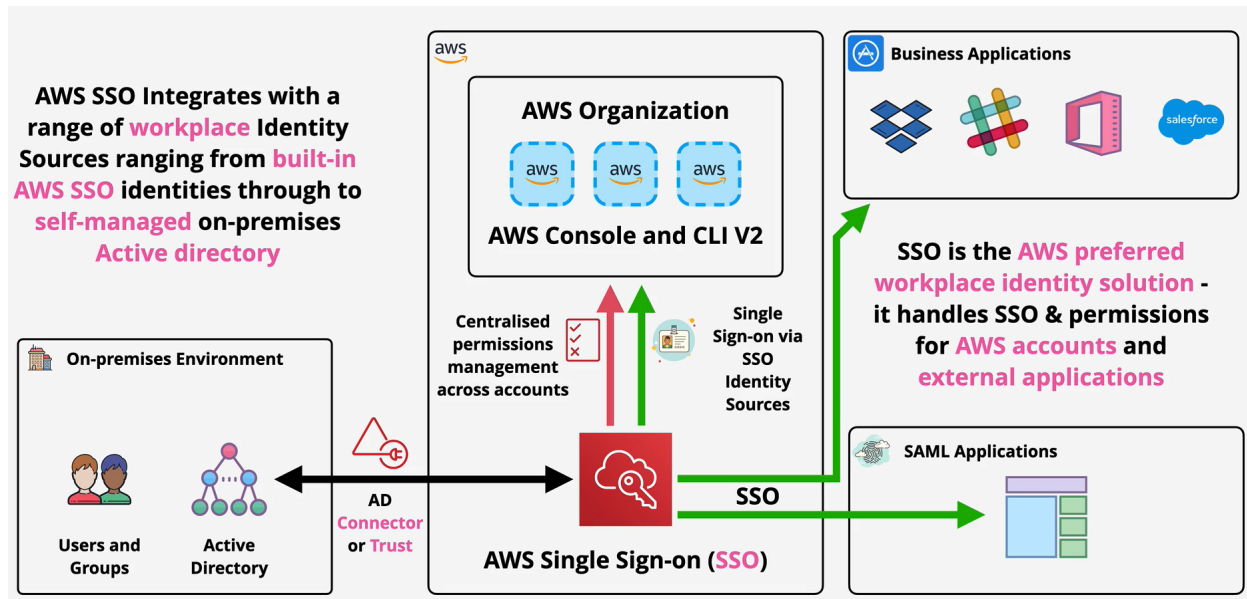 AWS SSO Integrates with a
range of workplace Identity
Sources ranging from built-in
AWS SSO identities through to
self-managed on-premises
Active directory
aws
AWS Organization
aws
aws
aws
AWS Console and CLI V2
Centralised
permissions
management
across accounts
Single
Sign-on via
SSO
Identity
Sources
Business Applications
salesforce
SSO is the AWS preferred
workplace identity solution -
it handles SSO & permissions
for AWS accounts and
external applications
On-premises Environment
Users and
Groups
Active
Directory
AD
Connector
or Trust
SSO
AWS Single Sign-on (SSO)
SAML Applications